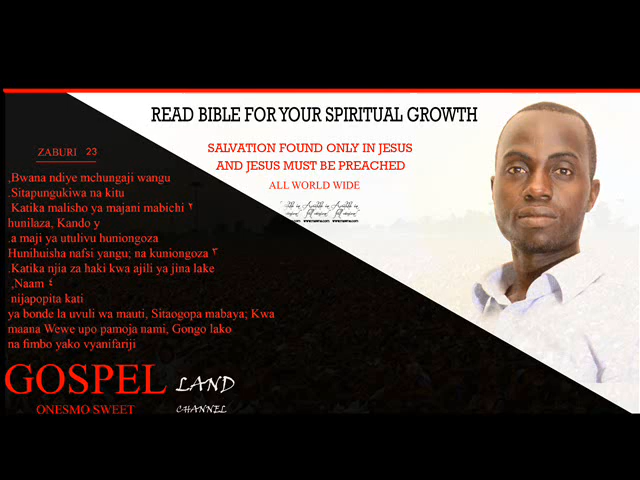 READ BIBLE FOR YOUR SPIRITUAL GROWTH
SALVATION FOUND ONLY IN JESUS
AND JESUS MUST BE PREACHED
ALL WORLD WIDE
ZABURI 23
,Bwana ndiye mchungaji wangu
.Sitapungukiwa na kitu
.Katika malisho ya majani mabichi ٢
hunilaza, Kando y
.a maji ya utulivu huniongoza
Hunihuisha nafsi yangu; na kuniongoza ٣
.Katika njia za haki kwa ajili ya jina lake
,Naam ٤
nijapopita kati
ya bonde la uvuli wa mauti, Sitaogopa mabaya; Kwa
maana Wewe upo pamoja nami, Gongo lako
na fimbo yako vyanifariji
GOSPEL LAND
ONESMO SWEET CHANNEL